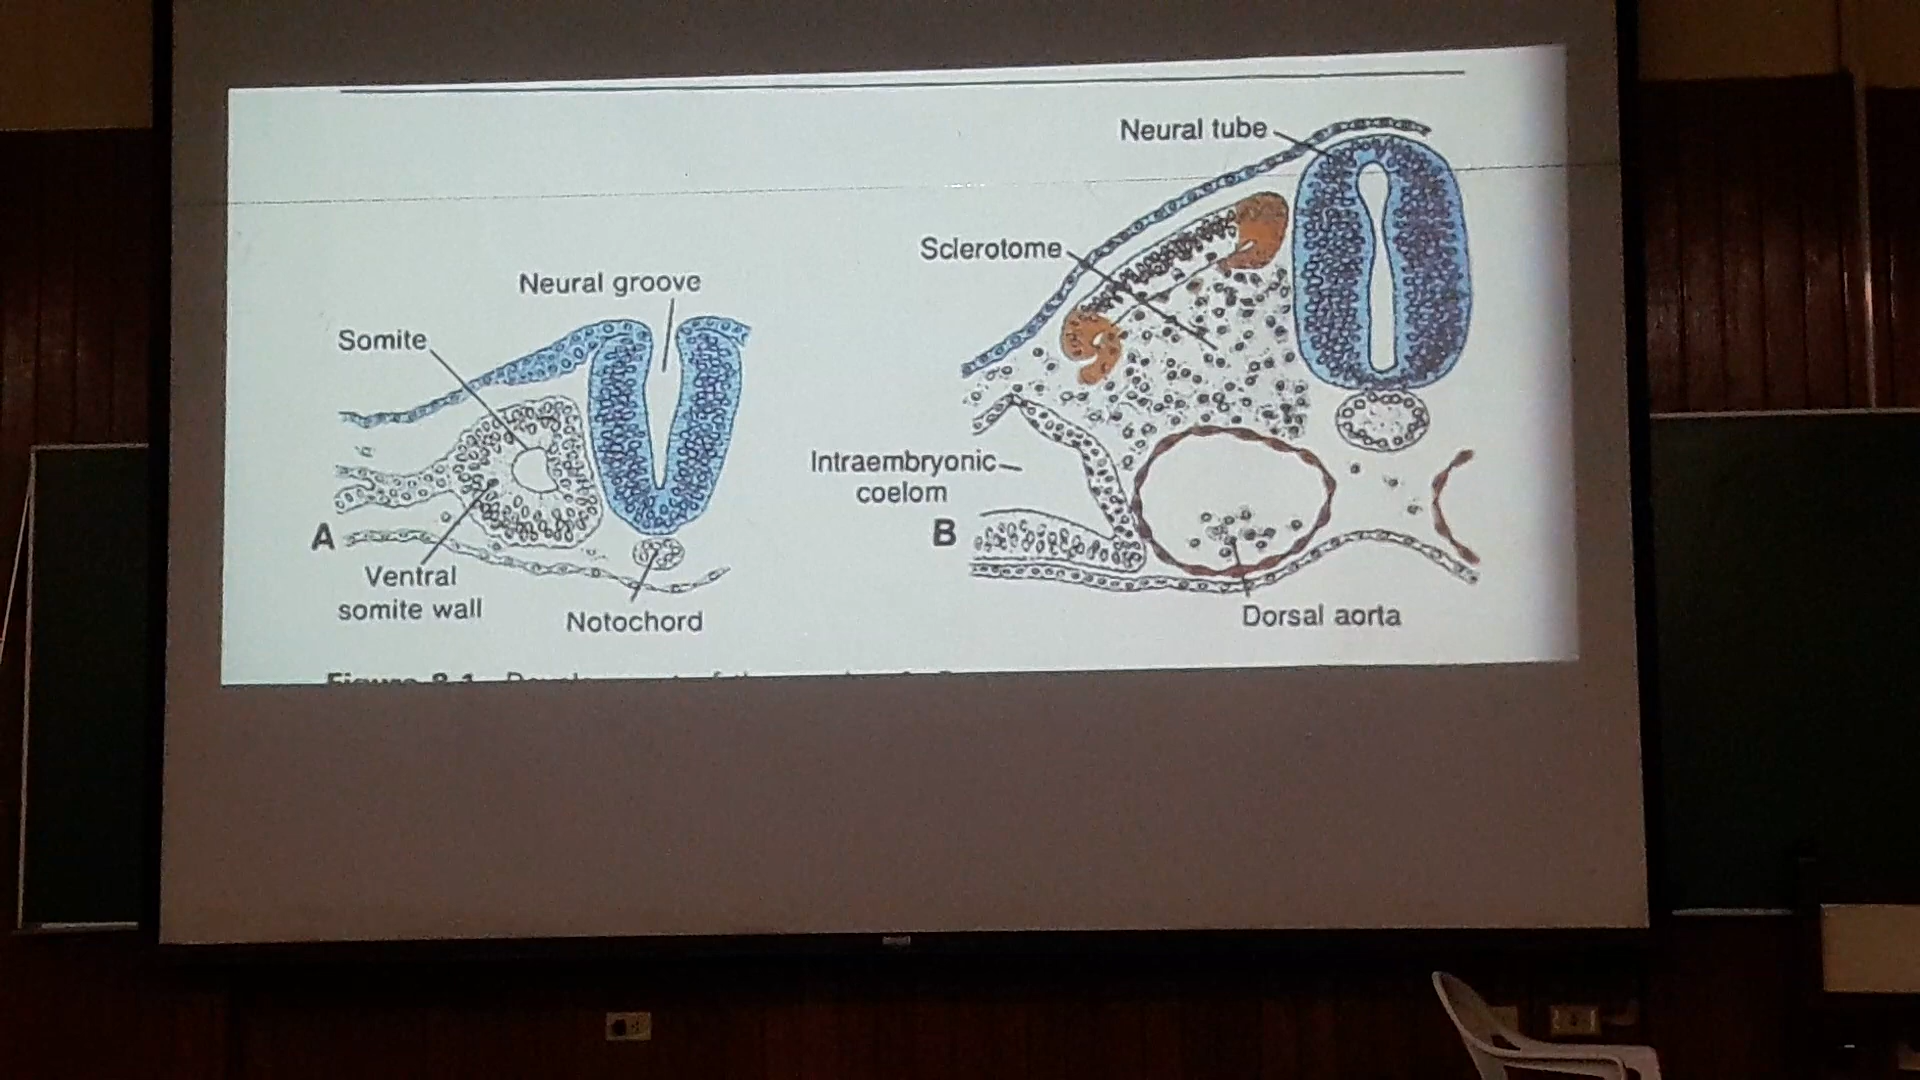 Neural groove
Somite
A
Ventral
somite wall
Notochord
Neural tube
Sclerotome
Intraembryonic
coelom
B
Dorsal aorta